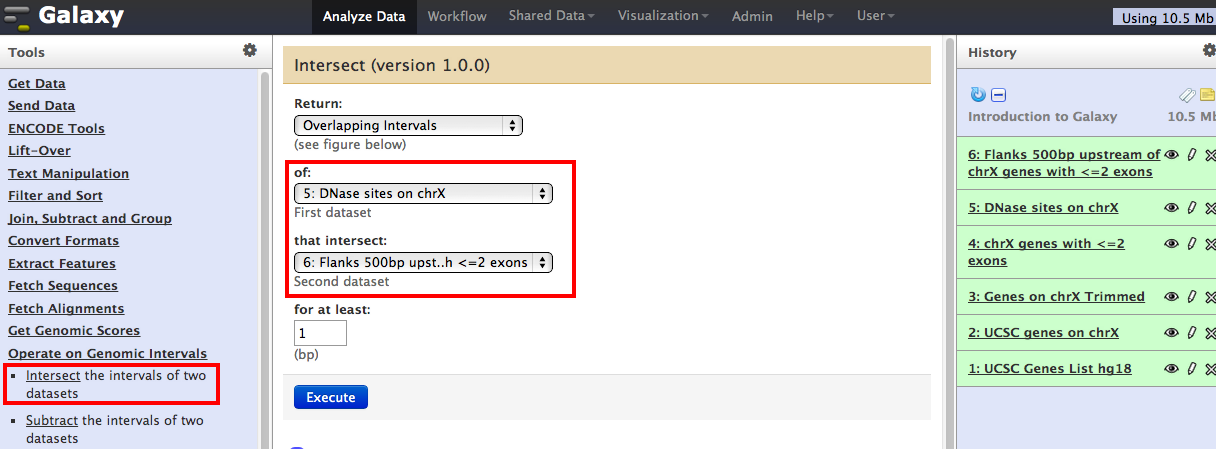 Galaxy
Analyze Data
Workflow
Shared Data
Visualization
Admin
Help
User
Using 10.5 Mb
Tools
Get Data
Send Data
ENCODE Tools
Lift-Over
Text Manipulation
Filter and Sort
Join, Subtract and Group
Convert Formats
Extract Features
Fetch Sequences
Fetch Alignments
Get Genomic Scores
Operate on Genomic Intervals
Intersect the intervals of two
datasets
Subtract the intervals of two
datasets
Intersect (version 1.0.0)
Return:
Overlapping Intervals
(see figure below)
of:
5: DNase sites on chrX
First dataset
that intersect:
6: Flanks 500bp upst..h <=2 exons
Second dataset
for at least:
1
(bp)
Execute
History
Introduction to Galaxy
10.5 Mb
6: Flanks 500bp upstream of
chrX genes with <=2 exons
5: DNase sites on chrX
4: chrX genes with <=2
exons
3: Genes on chrX Trimmed
2: UCSC genes on chrX
1: UCSC Genes List hg18